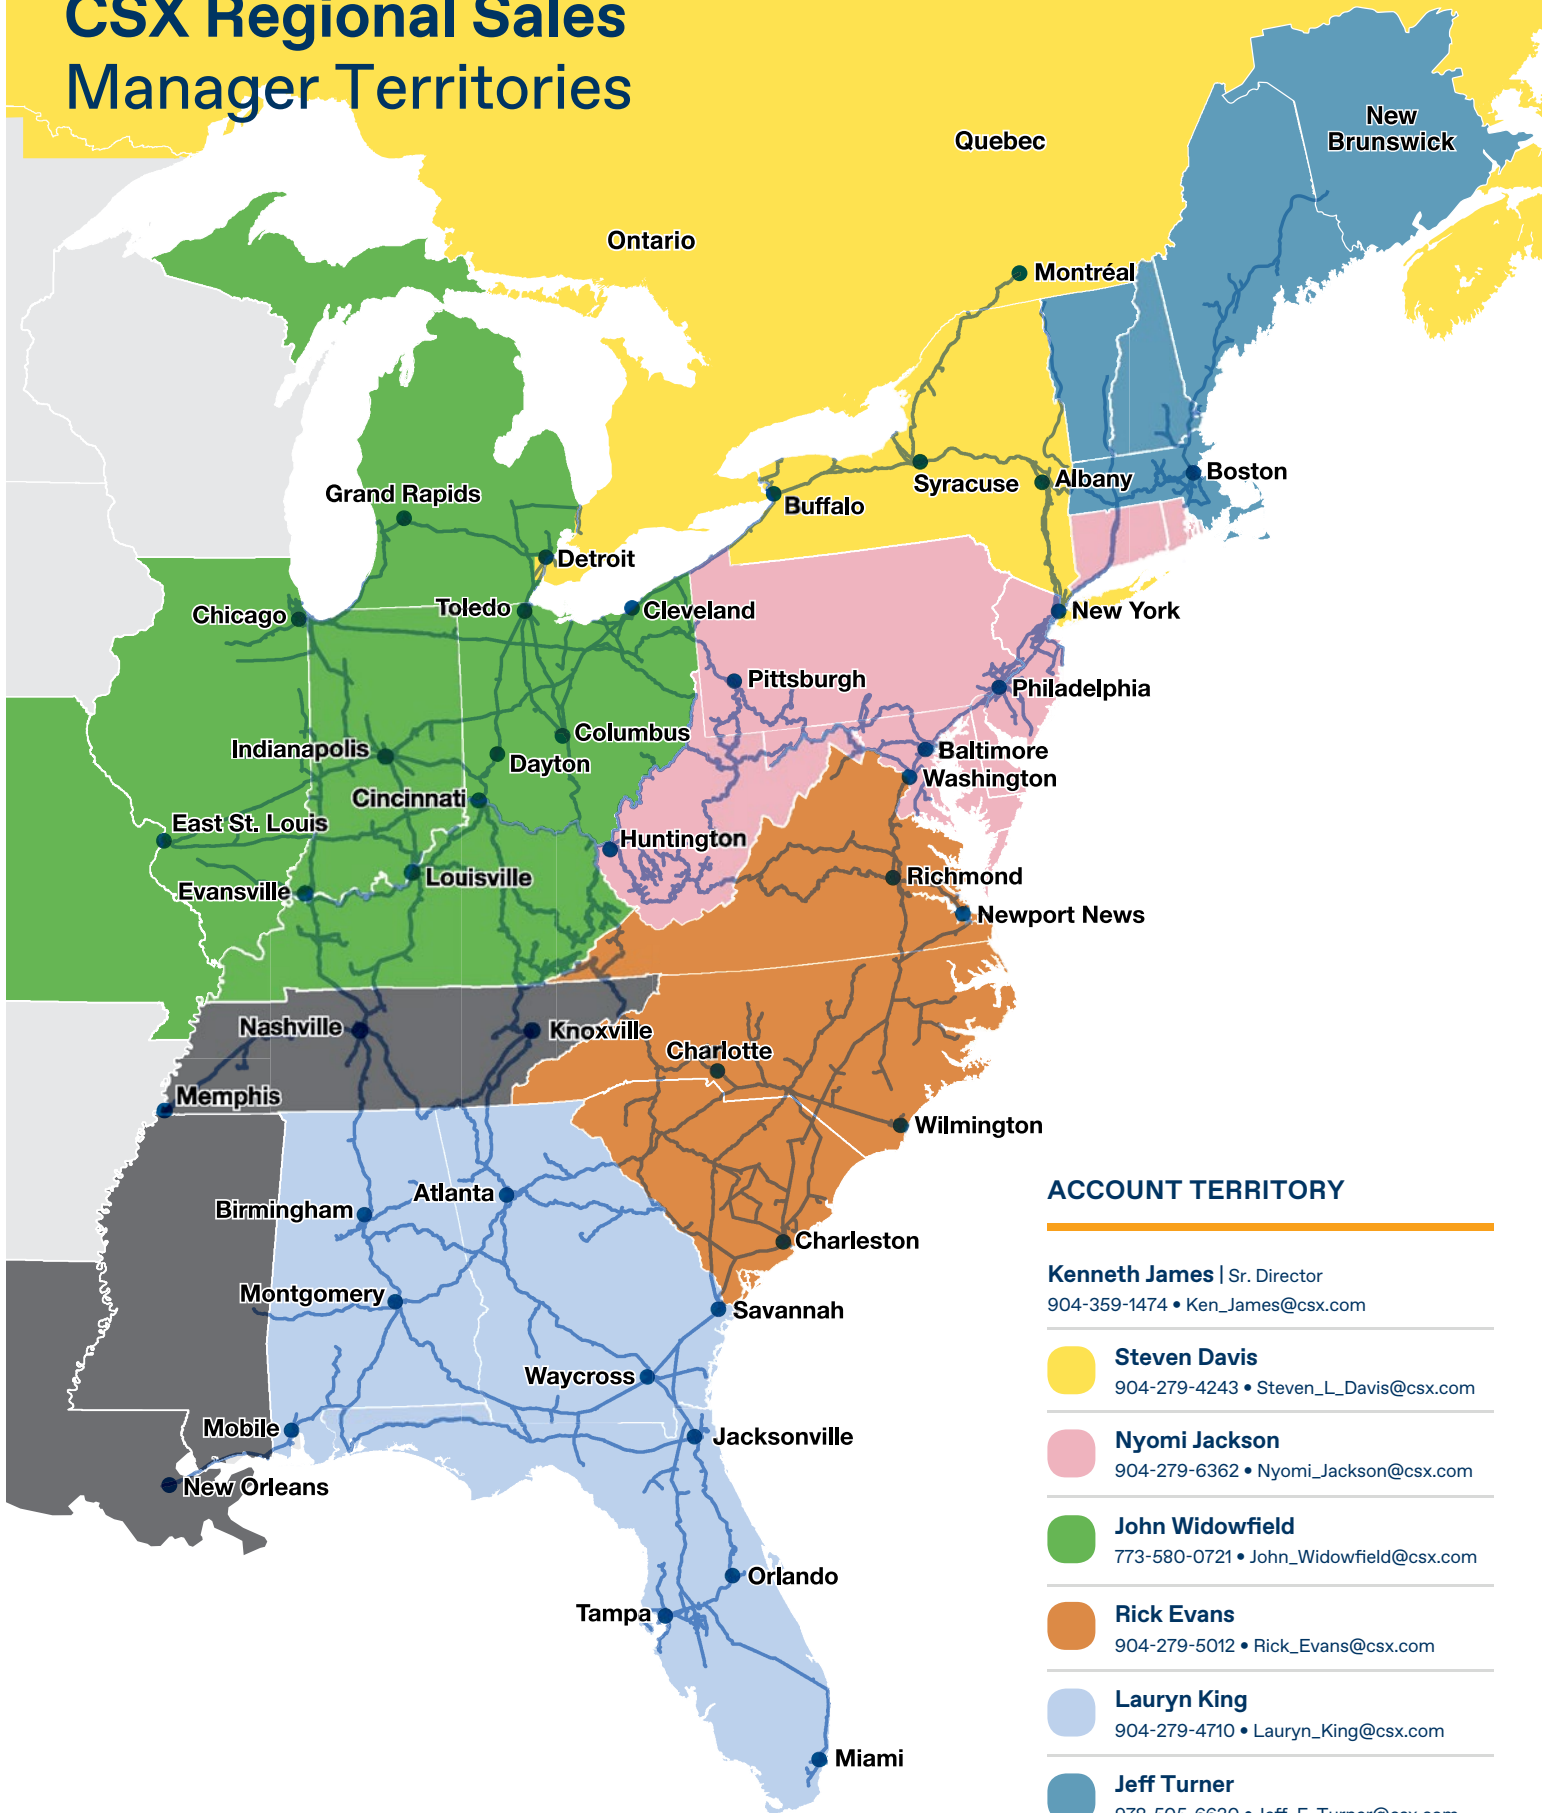 CSX Regional Sales
Manager Territories
New
Brunswick
Quebec
Ontario
Montréal
Boston
Albany
Syracuse
Buffalo
Grand Rapids
Detroit
Toledo
Cleveland
Chicago
New York
Pittsburgh
Philadelphia
Columbus
Indianapolis
Dayton
Baltimore
Washington
Cincinnati
East St. Louis
Huntington
Louisville
Evansville
Richmond
Newport News
Nashville
Knoxville
Charlotte
Memphis
Wilmington
Atlanta
Birmingham
Charleston
Montgomery
Savannah
Waycross
Mobile
Jacksonville
New Orleans
Orlando
Tampa
Miami
ACCOUNT TERRITORY
Kenneth James | Sr. Director
904-359-1474 • Ken_James@csx.com
Steven Davis
904-279-4243 • Steven_L_Davis@csx.com
Nyomi Jackson
904-279-6362 • Nyomi_Jackson@csx.com
John Widowfield
773-580-0721 • John_Widowfield@csx.com
Rick Evans
904-279-5012 • Rick_Evans@csx.com
Lauryn King
904-279-4710 • Lauryn_King@csx.com
Jeff Turner